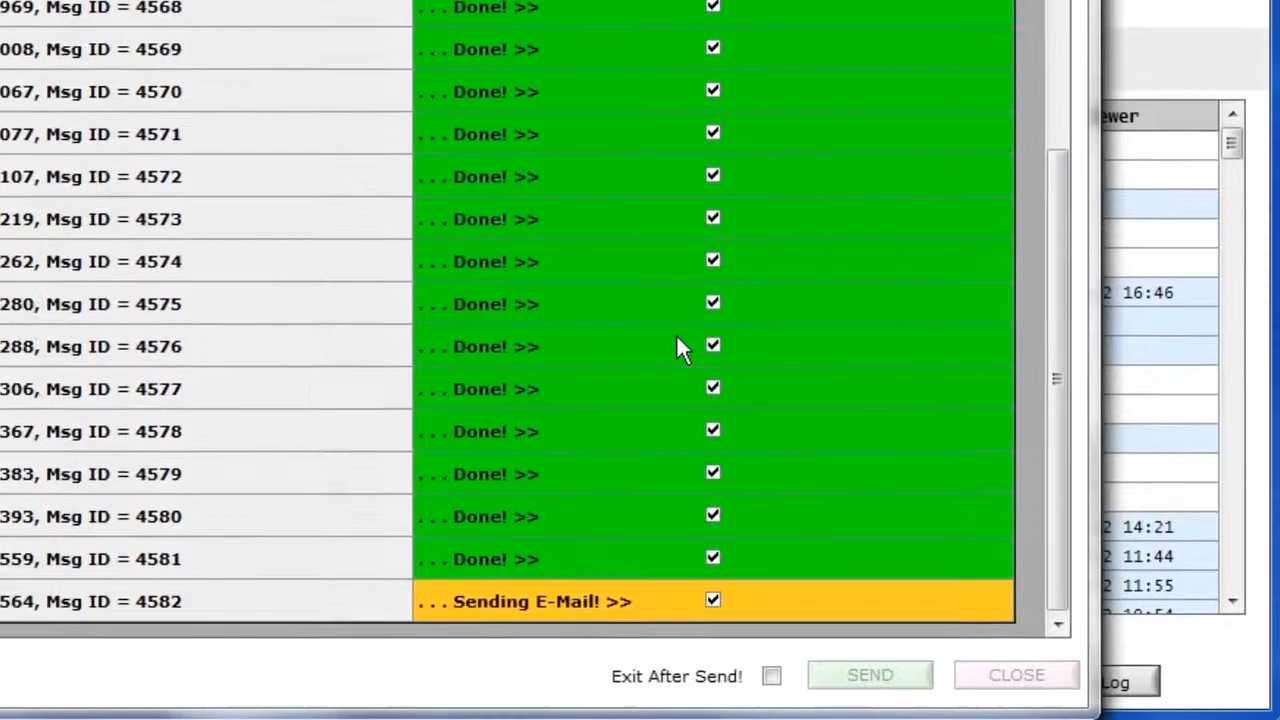 969, Msg ID = 4568 ... Done! >>
008, Msg ID = 4569 ... Done! >>
067, Msg ID = 4570 ... Done! >>
077, Msg ID = 4571 ... Done! >>
107, Msg ID = 4572 ... Done! >>
219, Msg ID = 4573 ... Done! >>
262, Msg ID = 4574 ... Done! >>
280, Msg ID = 4575 ... Done! >>
288, Msg ID = 4576 ... Done! >>
306, Msg ID = 4577 ... Done! >>
367, Msg ID = 4578 ... Done! >>
383, Msg ID = 4579 ... Done! >>
393, Msg ID = 4580 ... Done! >>
559, Msg ID = 4581 ... Done! >>
564, Msg ID = 4582 ... Sending E-Mail! >>
Exit After Send! SEND CLOSE
ewer
2 16:46
2 14:21
2 11:44
2 11:55
Log